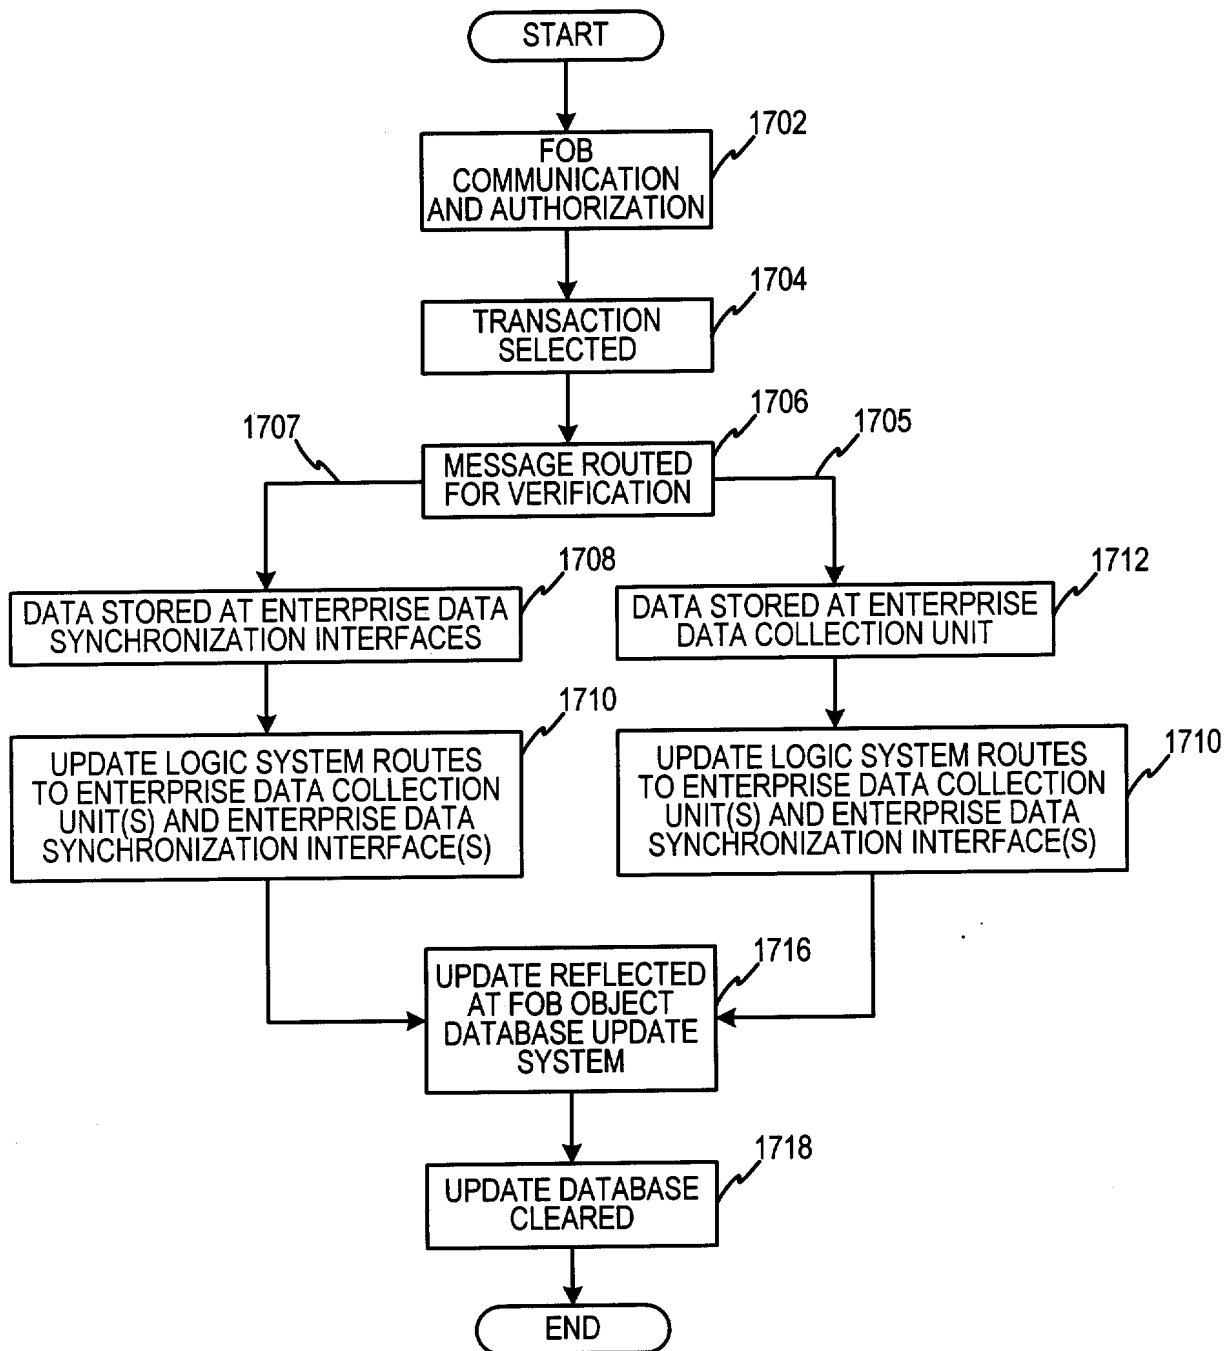 START
1702
FOB
COMMUNICATION
AND AUTHORIZATION
1704
TRANSACTION
SELECTED
1707
1706
1705
MESSAGE ROUTED
FOR VERIFICATION
1708
DATA STORED AT ENTERPRISE DATA
SYNCHRONIZATION INTERFACES
1712
DATA STORED AT ENTERPRISE
DATA COLLECTION UNIT
1710
UPDATE LOGIC SYSTEM ROUTES
TO ENTERPRISE DATA COLLECTION
UNIT(S) AND ENTERPRISE DATA
SYNCHRONIZATION INTERFACE(S)
1710
UPDATE LOGIC SYSTEM ROUTES
TO ENTERPRISE DATA COLLECTION
UNIT(S) AND ENTERPRISE DATA
SYNCHRONIZATION INTERFACE(S)
1716
UPDATE REFLECTED
AT FOB OBJECT
DATABASE UPDATE
SYSTEM
1718
UPDATE DATABASE
CLEARED
END